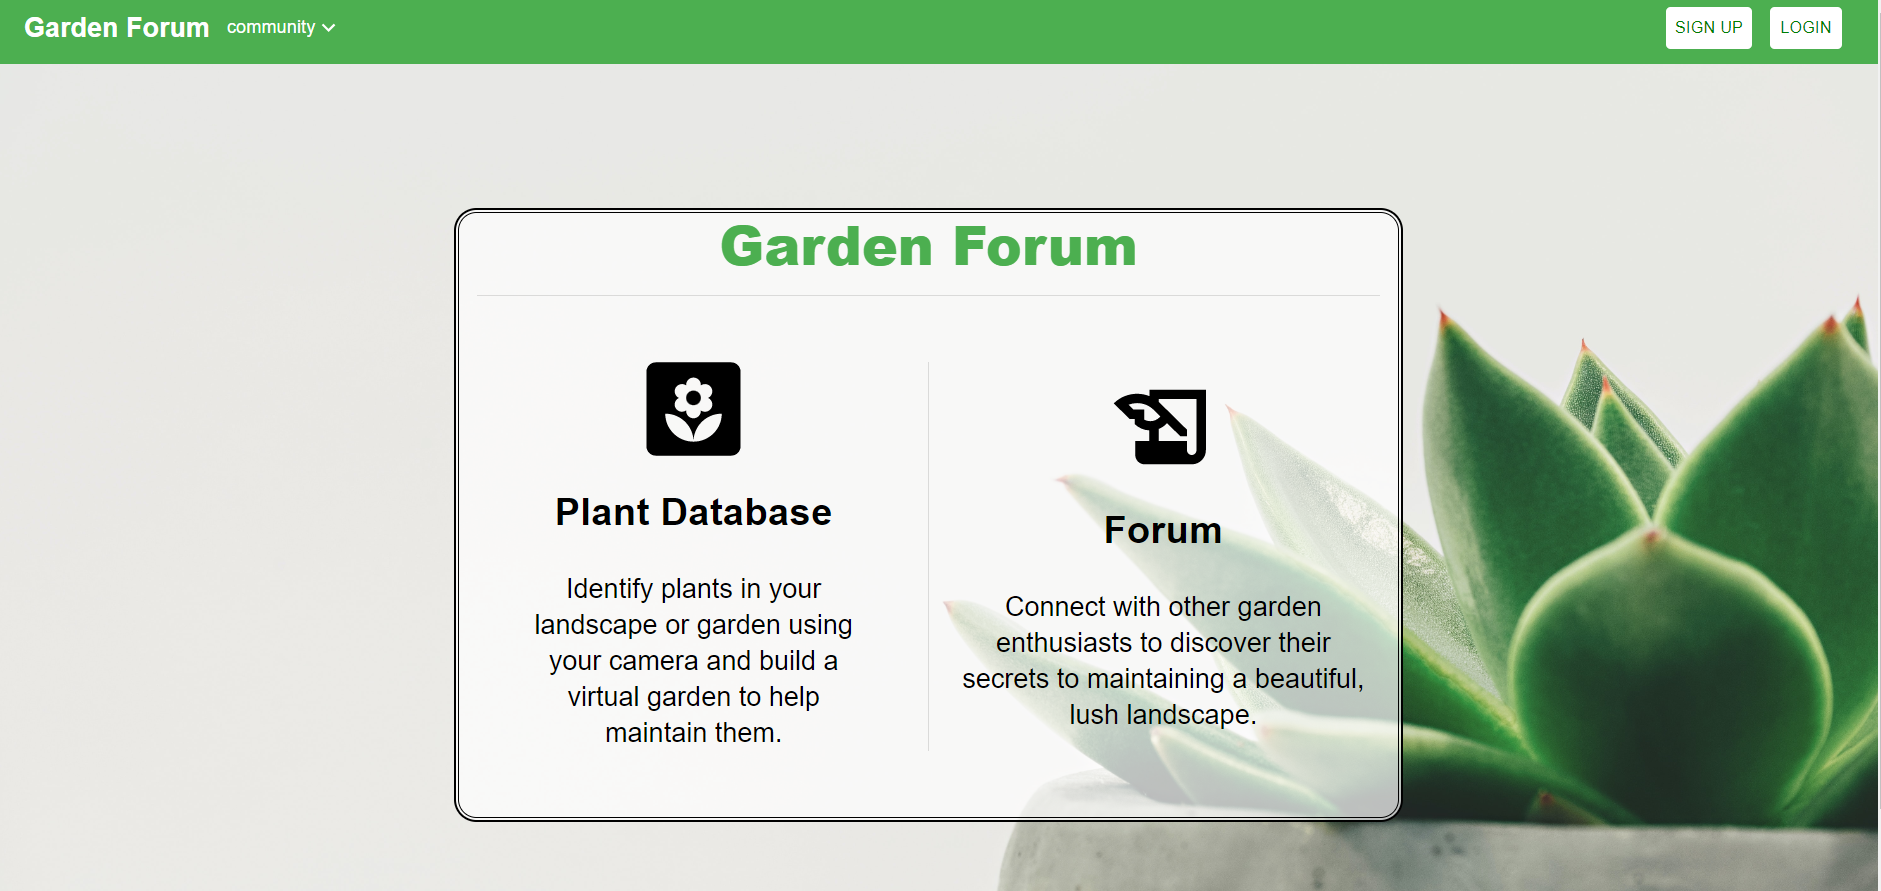 Garden Forum community SIGN UP LOGIN
Garden Forum
Plant Database
Identify plants in your
landscape or garden using
your camera and build a
virtual garden to help
maintain them.
Forum
Connect with other garden
enthusiasts to discover their
secrets to maintaining a beautiful,
lush landscape.